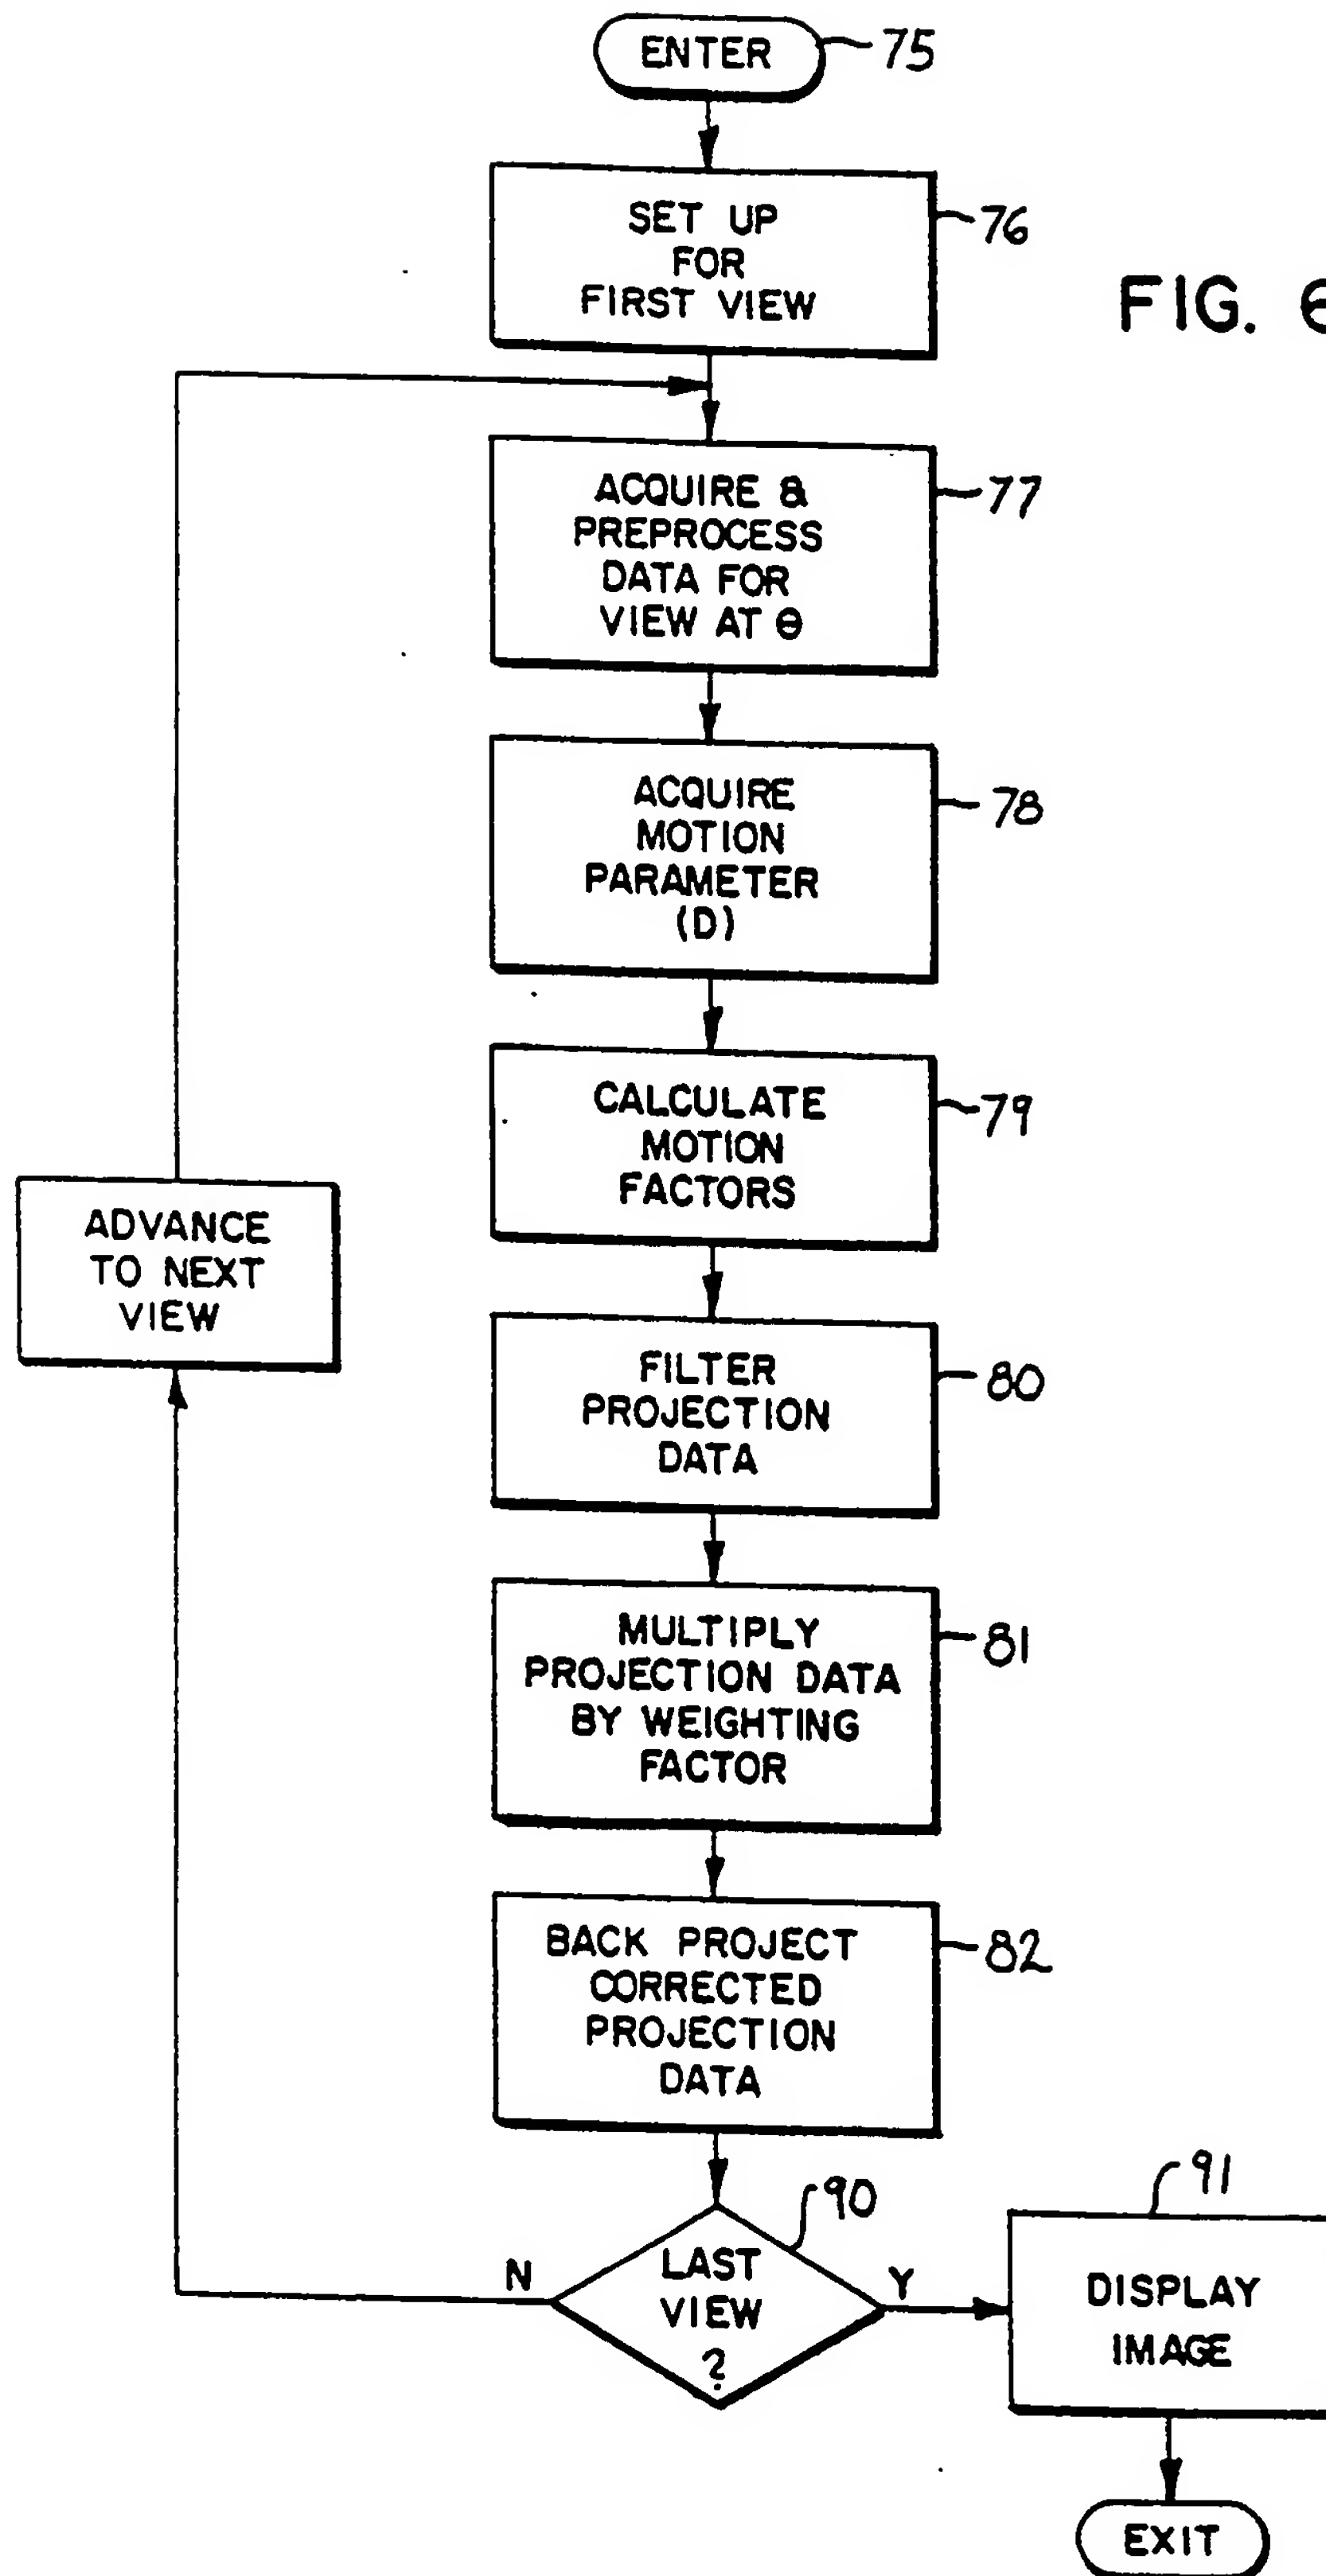 ENTER
75
SET UP
FOR
FIRST VIEW
76
FIG. 6
ACQUIRE &
PREPROCESS
DATA FOR
VIEW AT Θ
77
ACQUIRE
MOTION
PARAMETER
(D)
78
CALCULATE
MOTION
FACTORS
79
ADVANCE
TO NEXT
VIEW
FILTER
PROJECTION
DATA
80
MULTIPLY
PROJECTION DATA
BY WEIGHTING
FACTOR
81
BACK PROJECT
CORRECTED
PROJECTION
DATA
82
90
LAST
VIEW
?
N
Y
91
DISPLAY
IMAGE
EXIT